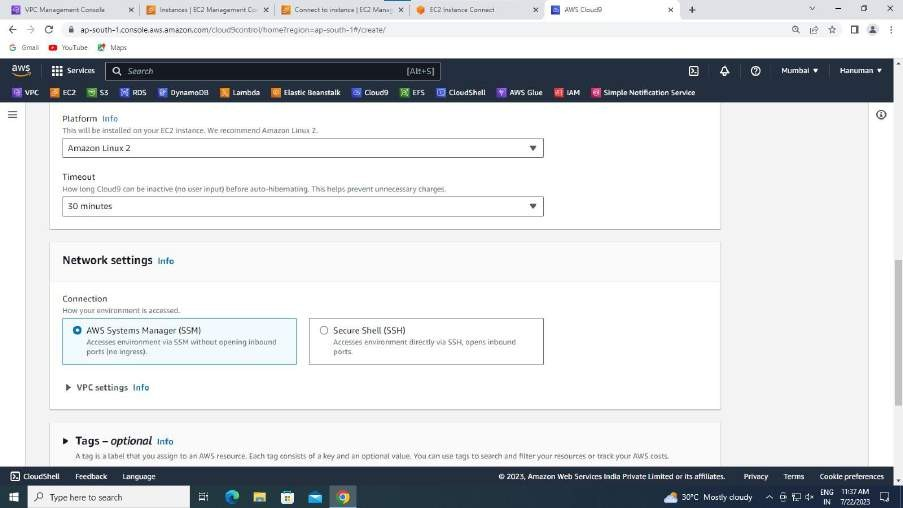 VPC Management Console
Instances | EC2 Management Co
Connect to instance | EC2 Manag
EC2 Instance Connect
AWS Cloud9
ap-south-1.console.aws.amazon.com/cloud9control/home?region=ap-south-1#/create/
Gmail YouTube Maps
aws Services Search [Alt+S] Mumbai Hanuman
VPC EC2 S3 RDS DynamoDB Lambda Elastic Beanstalk Cloud9 EFS CloudShell AWS Glue IAM Simple Notification Service
Platform Info
This will be installed on your EC2 instance. We recommend Amazon Linux 2.
Amazon Linux 2
Timeout
How long Cloud9 can be inactive (no user input) before auto-hibernating. This helps prevent unnecessary charges.
30 minutes
Network settings Info
Connection
How your environment is accessed.
AWS Systems Manager (SSM)
Accesses environment via SSM without opening inbound
ports (no ingress).
Secure Shell (SSH)
Accesses environment directly via SSH, opens inbound
ports.
VPC settings Info
Tags – optional Info
A tag is a label that you assign to an AWS resource. Each tag consists of a key and an optional value. You can use tags to search and filter your resources or track your AWS costs.
CloudShell Feedback Language © 2023, Amazon Web Services India Private Limited or its affiliates. Privacy Terms Cookie preferences
Type here to search 30°C Mostly cloudy ENG 11:37 AM
IN 7/22/2023